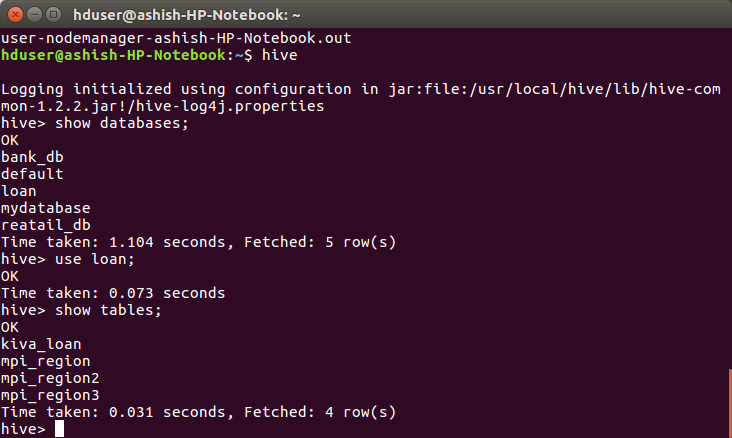 hduser@ashish-HP-Notebook: ~
user-nodemanager-ashish-HP-Notebook.out
hduser@ashish-HP-Notebook:~$ hive
Logging initialized using configuration in jar:file:/usr/local/hive/lib/hive-com
mon-1.2.2.jar!/hive-log4j.properties
hive> show databases;
OK
bank_db
default
loan
mydatabase
reatail_db
Time taken: 1.104 seconds, Fetched: 5 row(s)
hive> use loan;
OK
Time taken: 0.073 seconds
hive> show tables;
OK
kiva_loan
mpi_region
mpi_region2
mpi_region3
Time taken: 0.031 seconds, Fetched: 4 row(s)
hive>